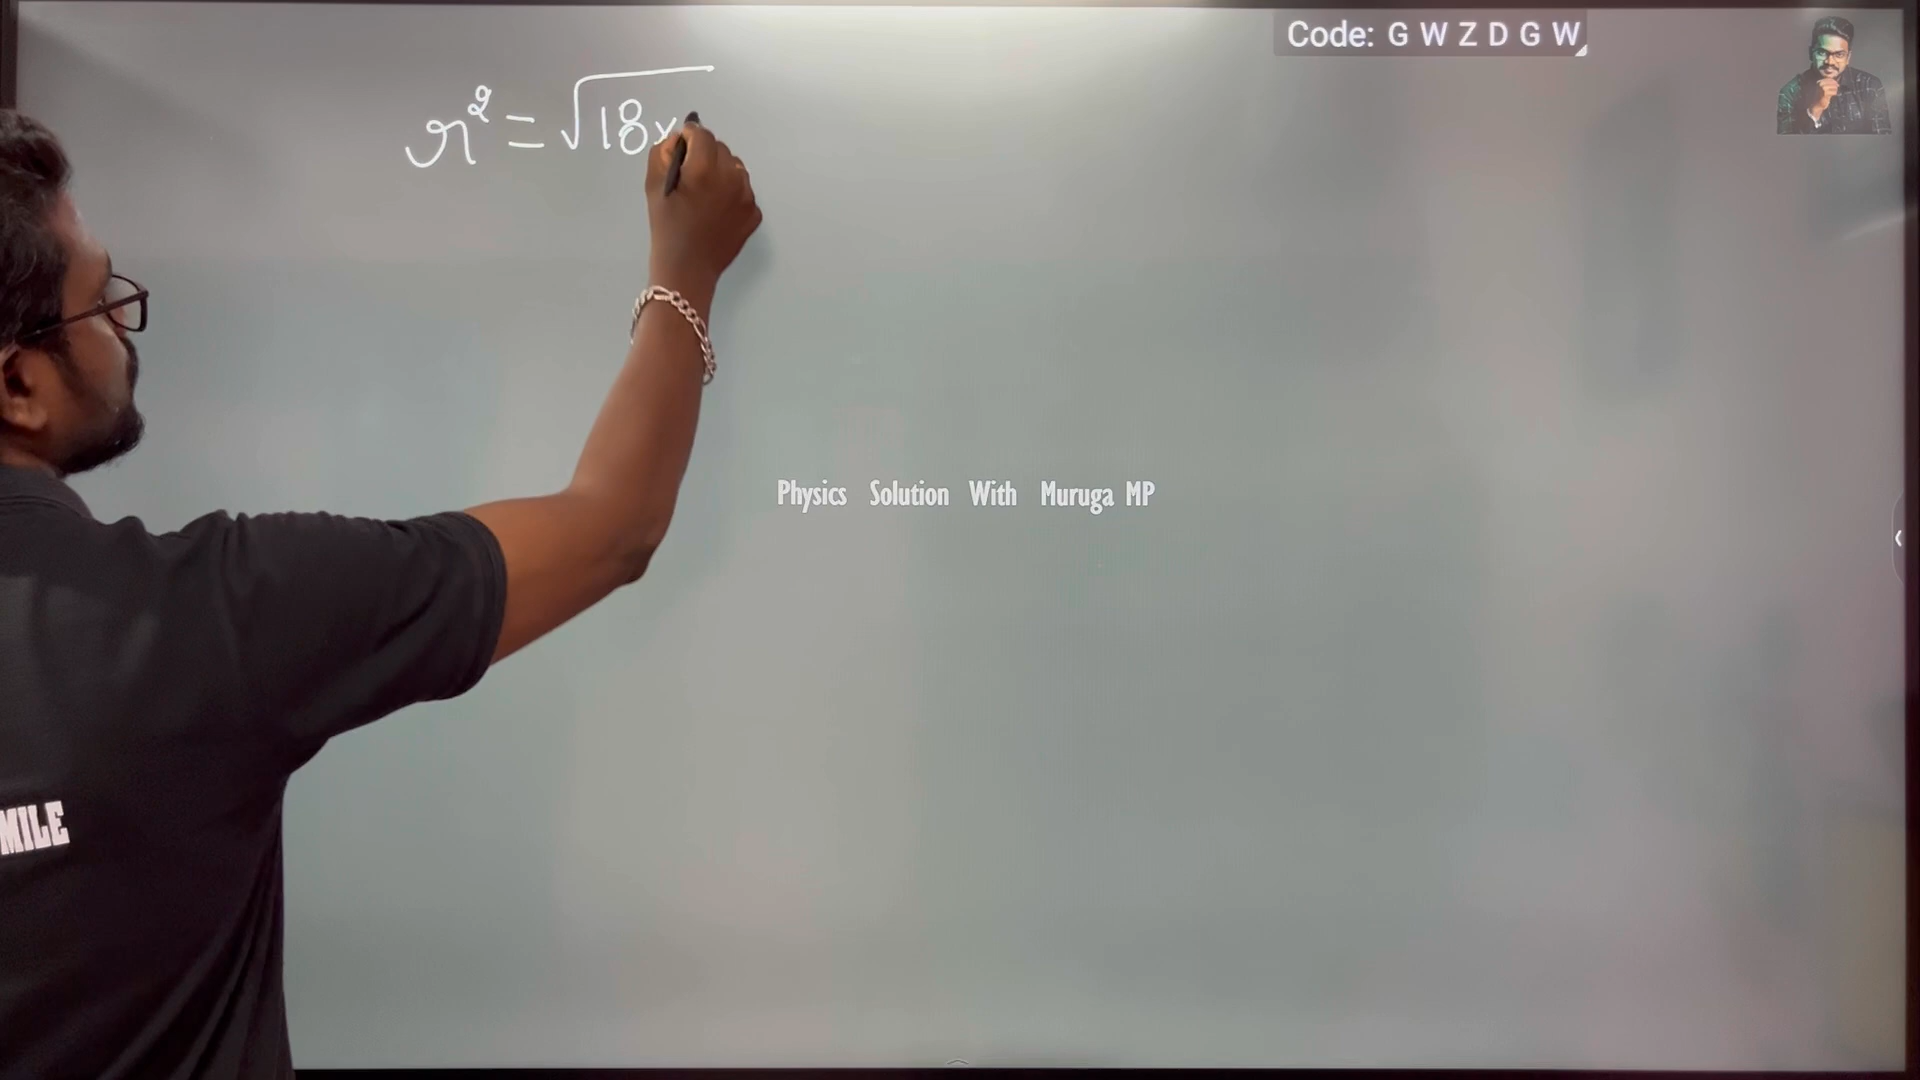 Code: G W Z D G W
r² = √18x
Physics Solution With Muruga MP
MILE